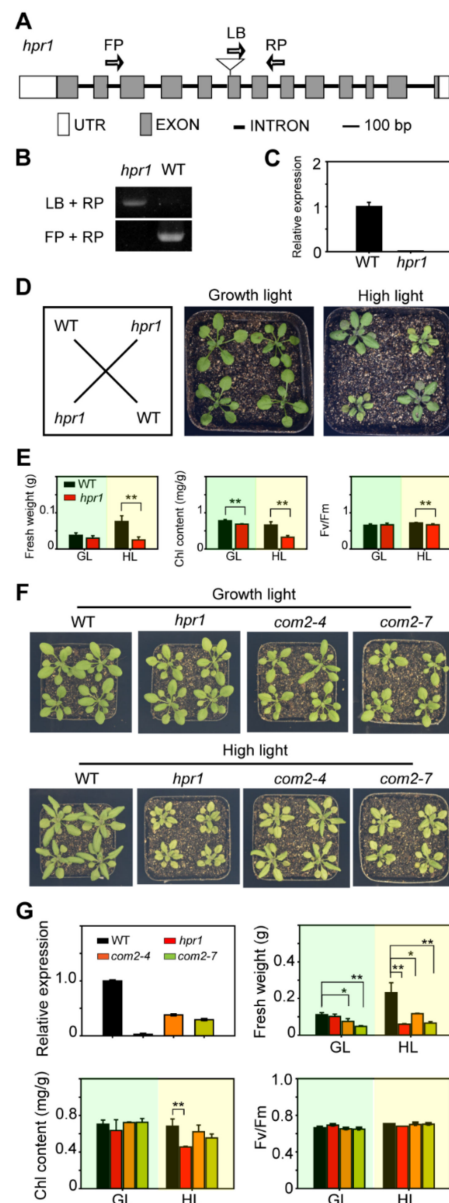 A
hpr1 FP LB RP
UTR EXON INTRON 100 bp
B
hpr1 WT
LB + RP
FP + RP
C
Relative expression
2
1
0
WT hpr1
D
Growth light High light
WT hpr1
hpr1 WT
E
WT
hpr1
Fresh weight (g)
0.1
0
**
GL HL
Chl content (mg/g)
2
1
0
** **
GL HL
Fv/Fm
1
0
**
GL HL
F
Growth light
WT hpr1 com2-4 com2-7
High light
WT hpr1 com2-4 com2-7
G
WT hpr1
com2-4 com2-7
Relative expression
1.0
0
Fresh weight (g)
0.4
0.2
0
* **
** * **
GL HL
Chl content (mg/g)
0.8
0.4
0
**
GL HL
Fv/Fm
0.8
0.4
0
GL HL